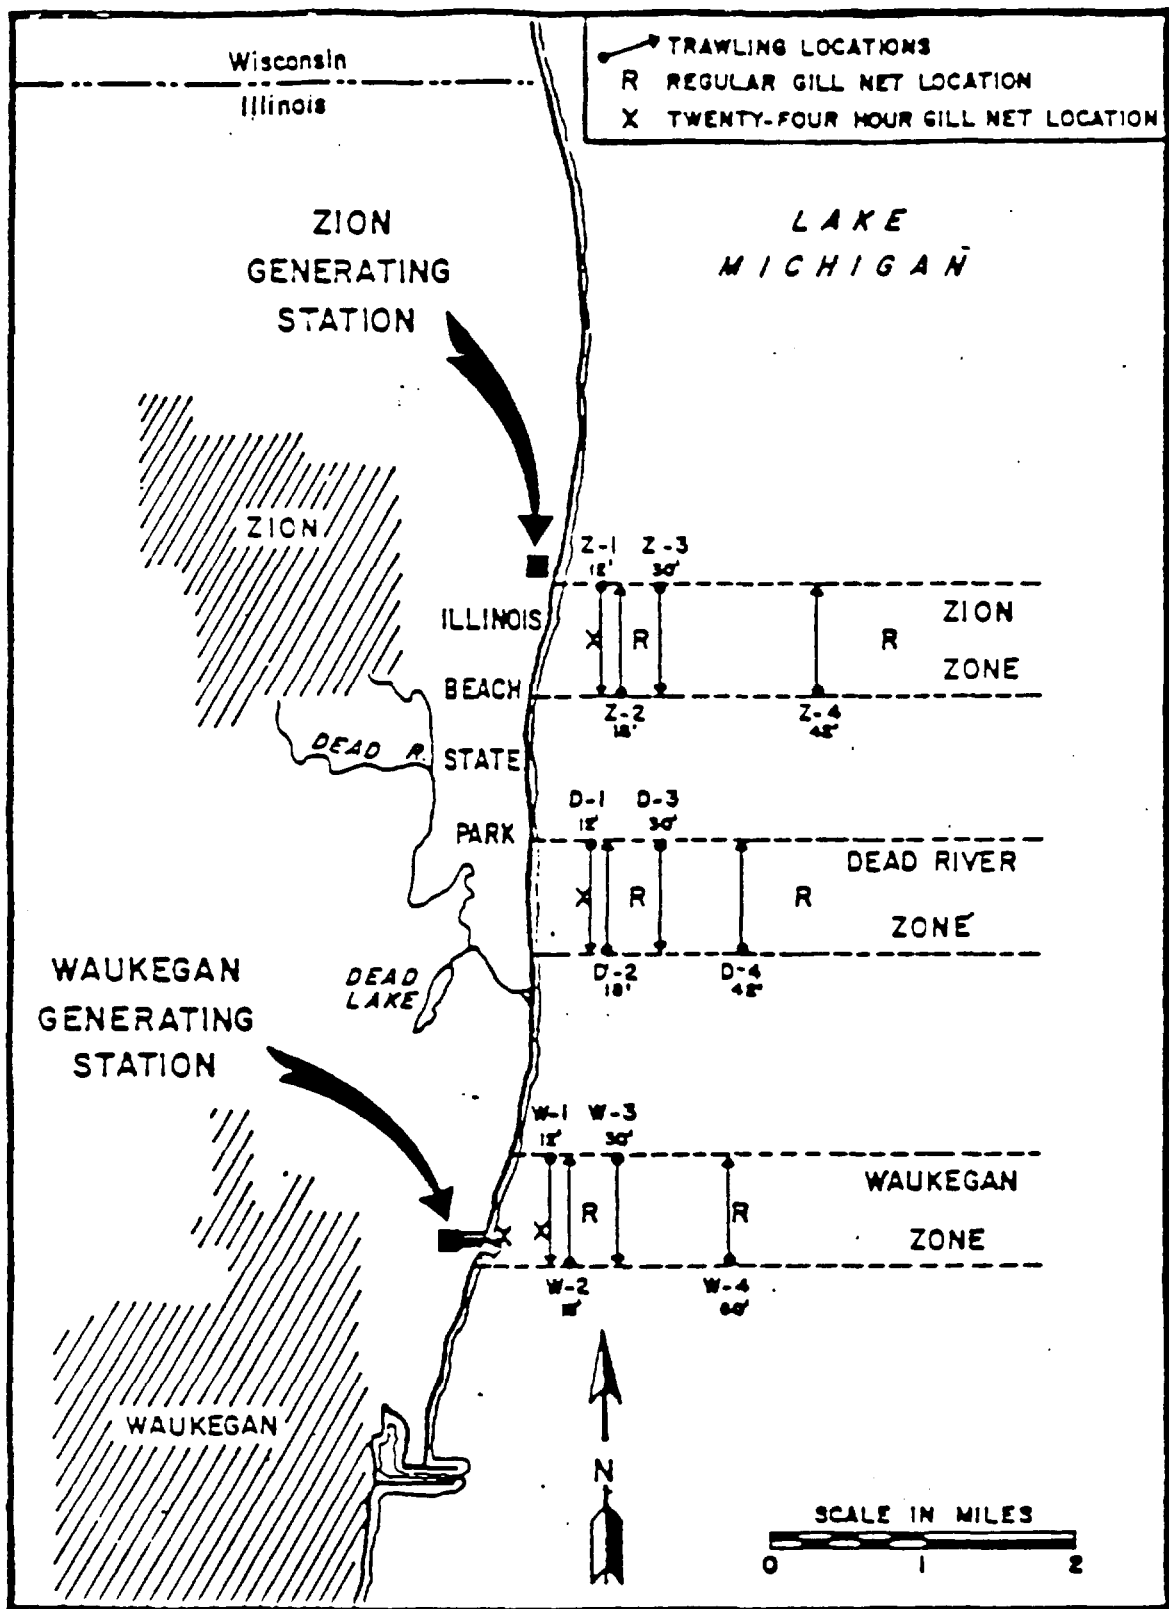 Wisconsin
Illinois
TRAWLING LOCATIONS
R REGULAR GILL NET LOCATION
X TWENTY-FOUR HOUR GILL NET LOCATION
LAKE
MICHIGAN
ZION
GENERATING
STATION
ZION
Z-1 Z-3
12' 30'
ILLINOIS
BEACH
STATE
PARK
X R R
ZION
ZONE
Z-2 Z-4
18' 42'
DEAD R.
D-1 D-3
12' 30'
X R R
DEAD RIVER
ZONE
D-2 D-4
18' 42'
DEAD
LAKE
WAUKEGAN
GENERATING
STATION
W-1 W-3
12' 30'
X X R R
WAUKEGAN
ZONE
W-2 W-4
18' 60'
WAUKEGAN
N
SCALE IN MILES
0 1 2